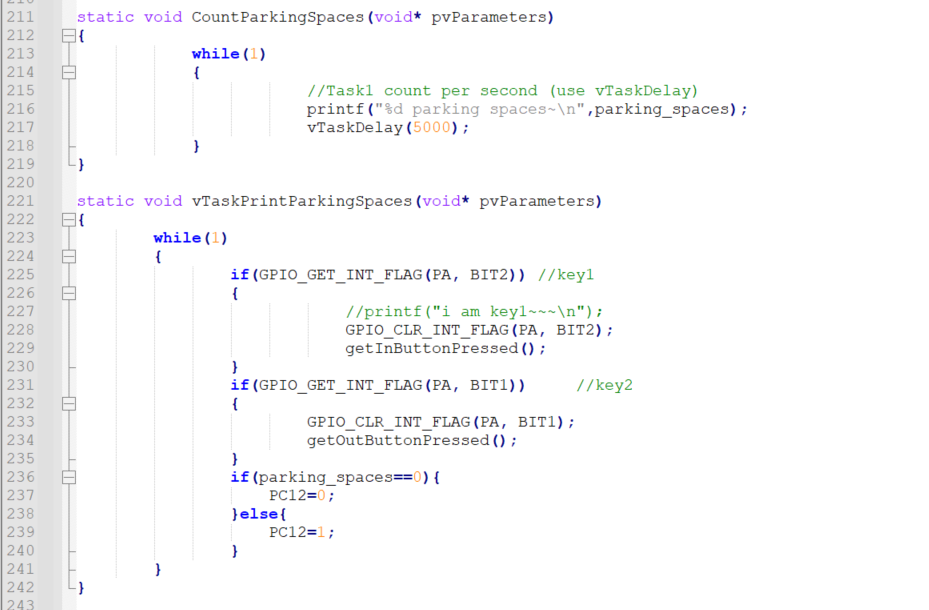 211 static void CountParkingSpaces(void* pvParameters)
212 {
213 while(1)
214 {
215 //Task1 count per second (use vTaskDelay)
216 printf("%d parking spaces~\n",parking_spaces);
217 vTaskDelay(5000);
218 }
219 }
220
221 static void vTaskPrintParkingSpaces(void* pvParameters)
222 {
223 while(1)
224 {
225 if(GPIO_GET_INT_FLAG(PA, BIT2)) //key1
226 {
227 //printf("i am key1~~~\n");
228 GPIO_CLR_INT_FLAG(PA, BIT2);
229 getInButtonPressed();
230 }
231 if(GPIO_GET_INT_FLAG(PA, BIT1)) //key2
232 {
233 GPIO_CLR_INT_FLAG(PA, BIT1);
234 getOutButtonPressed();
235 }
236 if(parking_spaces==0){
237 PC12=0;
238 }else{
239 PC12=1;
240 }
241 }
242 }
243